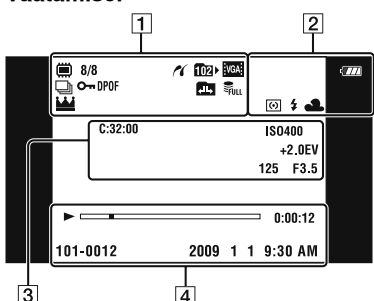 Vaatamisel
1
2
8/8
102
VGA
DPOF
FULL
C:32:00
ISO400
+2.0EV
125 F3.5
0:00:12
101-0012
2009 1 1 9:30 AM
3
4